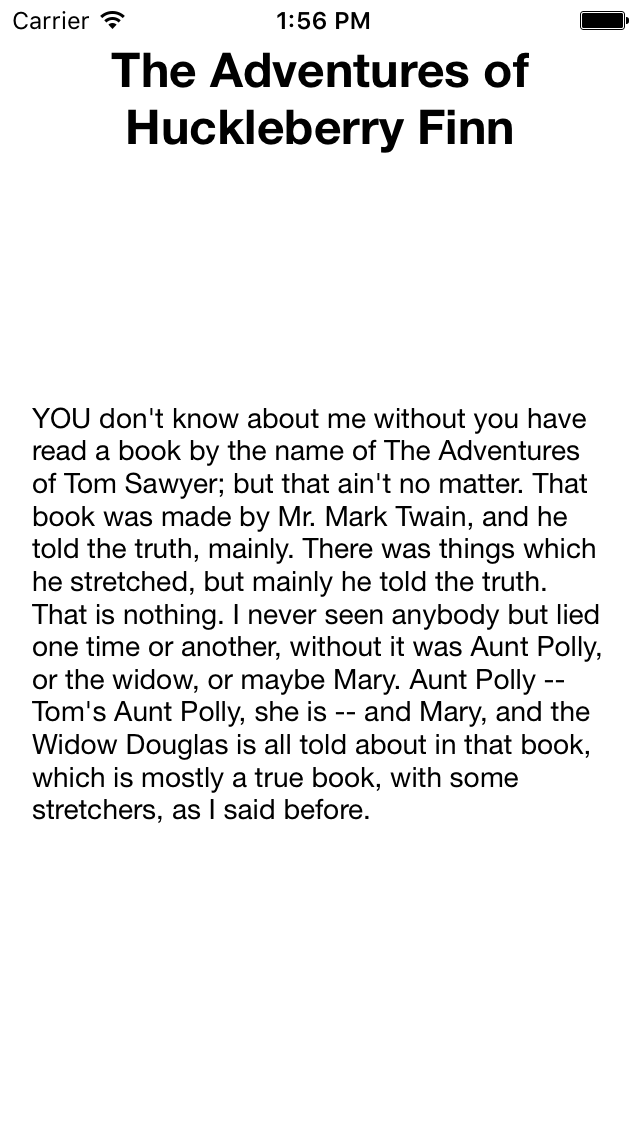 Carrier 1:56 PM
The Adventures of
Huckleberry Finn
YOU don't know about me without you have
read a book by the name of The Adventures
of Tom Sawyer; but that ain't no matter. That
book was made by Mr. Mark Twain, and he
told the truth, mainly. There was things which
he stretched, but mainly he told the truth.
That is nothing. I never seen anybody but lied
one time or another, without it was Aunt Polly,
or the widow, or maybe Mary. Aunt Polly --
Tom's Aunt Polly, she is -- and Mary, and the
Widow Douglas is all told about in that book,
which is mostly a true book, with some
stretchers, as I said before.